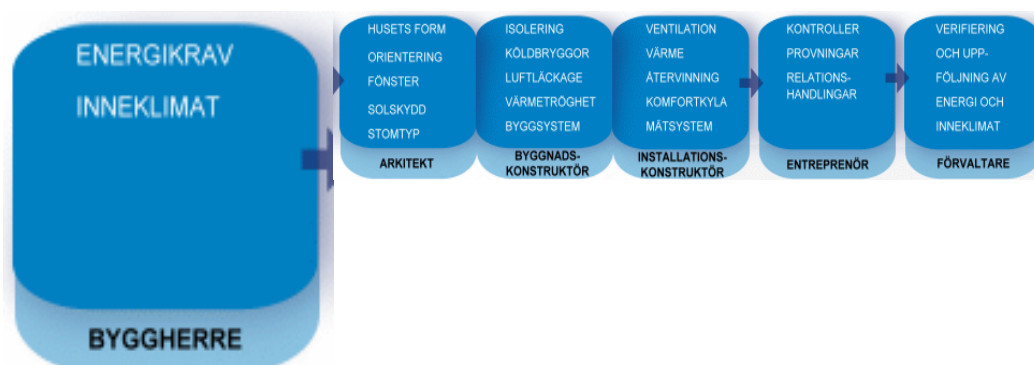 ENERGIKRAV
INNEKLIMAT
BYGGHERRE
HUSETS FORM
ORIENTERING
FÖNSTER
SOLSKYDD
STOMTYP
ARKITEKT
ISOLERING
KÖLDBRYGGOR
LUFTLÄCKAGE
VÄRMETRÖGHET
BYGGSYSTEM
BYGGNADS-
KONSTRUKTÖR
VENTILATION
VÄRME
ÅTERVINNING
KOMFORTKYLA
MÄTSYSTEM
INSTALLATIONS-
KONSTRUKTÖR
KONTROLLER
PROVNINGAR
RELATIONS-
HANDLINGAR
ENTREPRENÖR
VERIFIERING
OCH UPP-
FÖLJNING AV
ENERGI OCH
INNEKLIMAT
FÖRVALTARE